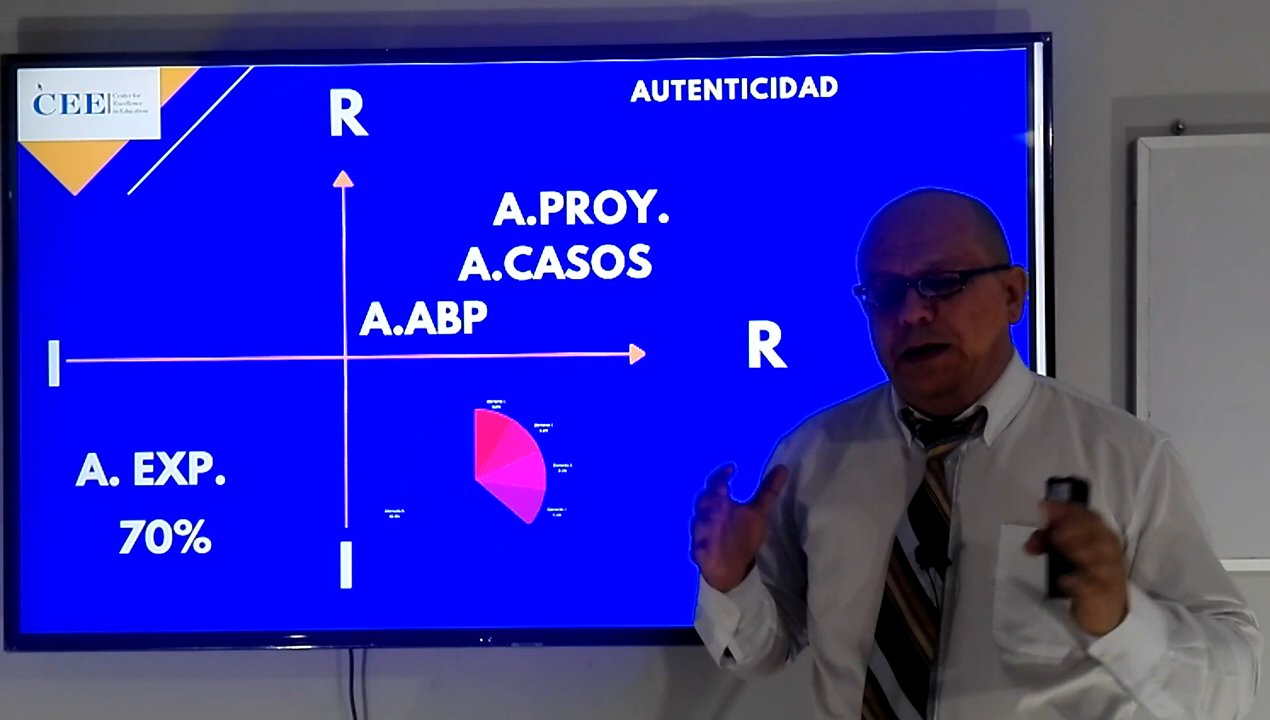 CEE
Center for
Excellence
in Education
R
AUTENTICIDAD
A.PROY.
A.CASOS
A.ABP
I
R
A. EXP.
70%
I